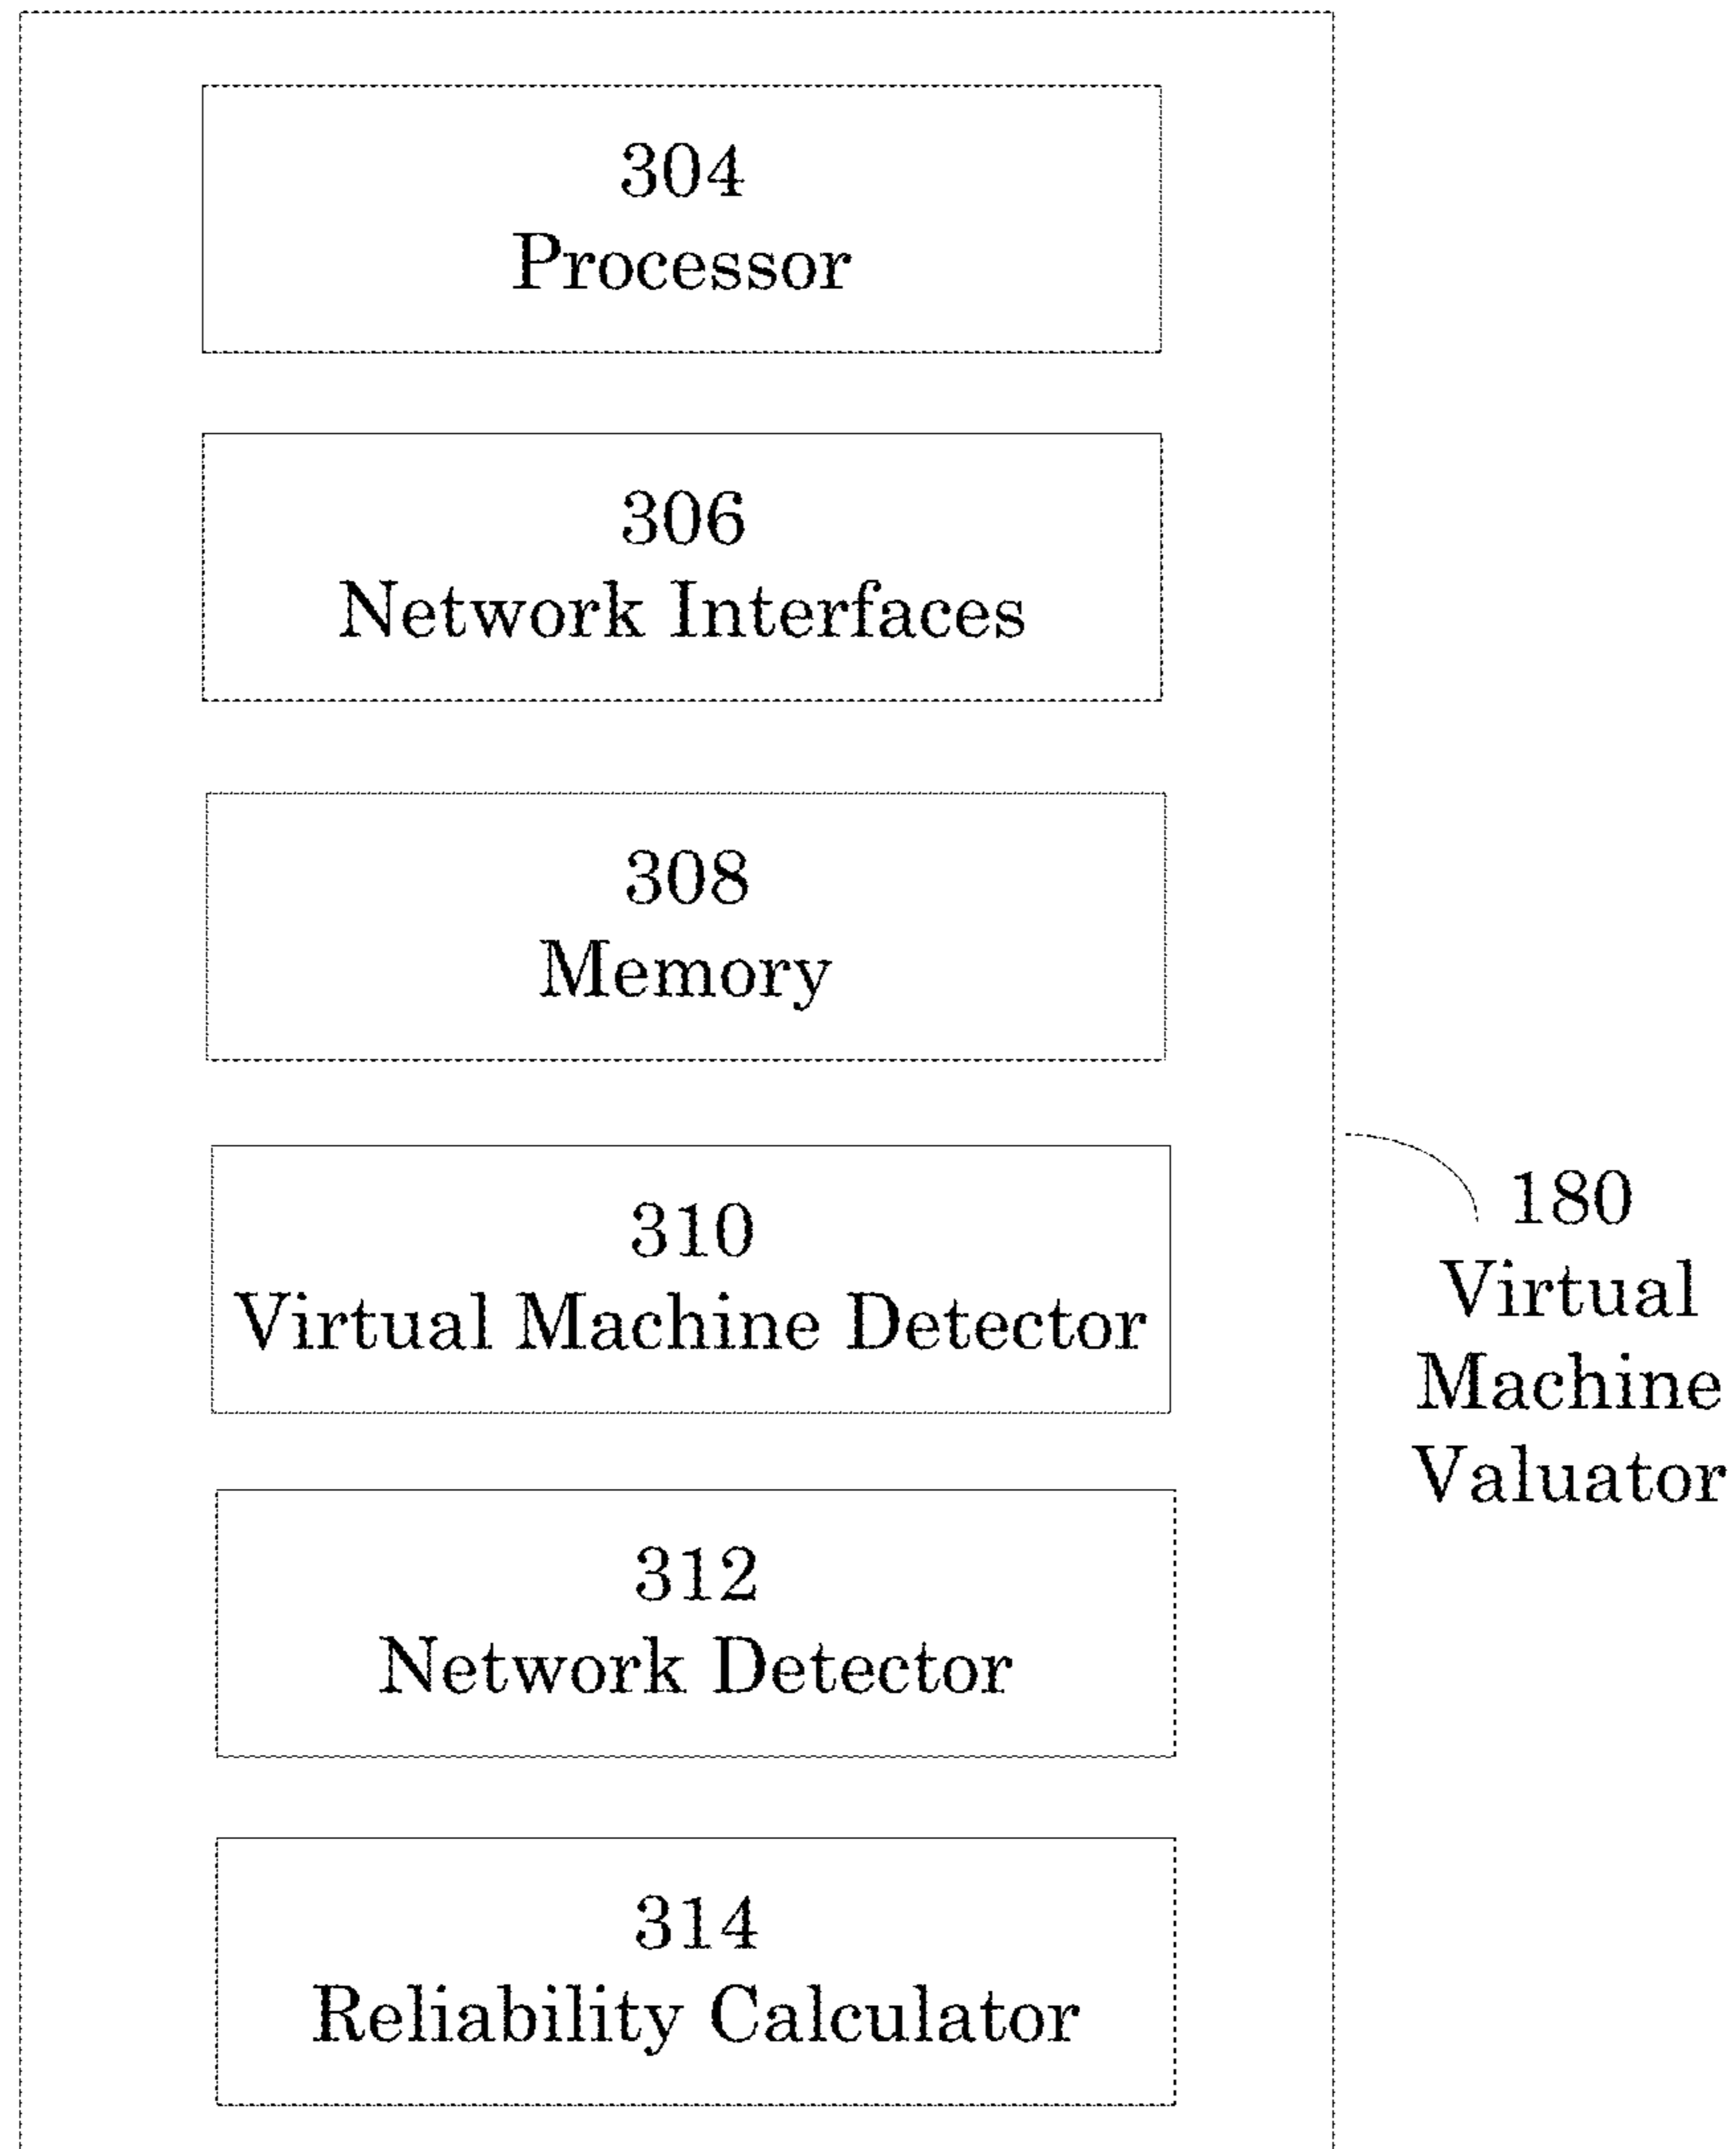 304
Processor
306
Network Interfaces
308
Memory
310
Virtual Machine Detector
180
Virtual
Machine
Valuator
312
Network Detector
314
Reliability Calculator